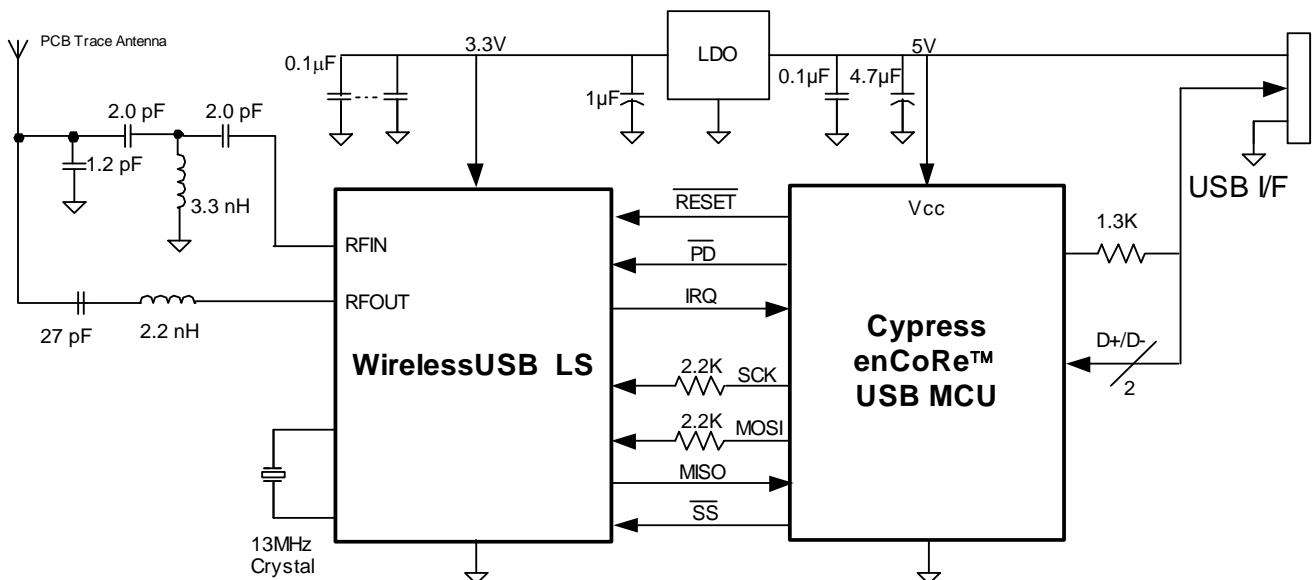 PCB Trace Antenna
3.3V
LDO
5V
0.1µF
1µF
0.1µF
4.7µF
2.0 pF
2.0 pF
1.2 pF
3.3 nH
USB I/F
RESET
Vcc
1.3K
RFIN
PD
RFOUT
IRQ
27 pF
2.2 nH
WirelessUSB LS
Cypress
enCoRe™
USB MCU
D+/D-
2
2.2K
SCK
2.2K
MOSI
MISO
SS
13MHz
Crystal